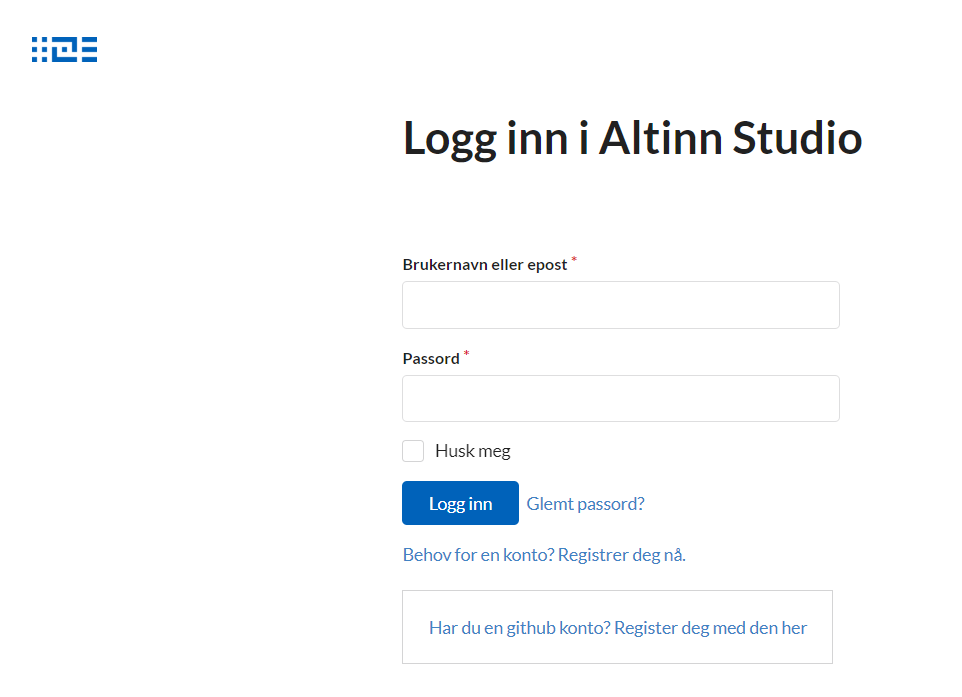 Logg inn i Altinn Studio
Brukernavn eller epost *
Passord *
Husk meg
Logg inn Glemt passord?
Behov for en konto? Registrer deg nå.
Har du en github konto? Register deg med den her